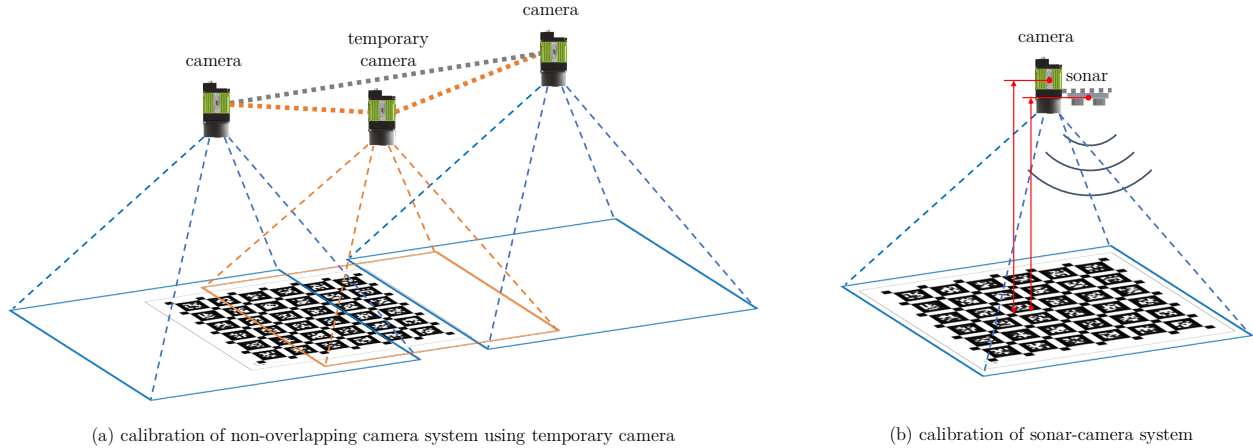 camera
temporary
camera
camera
camera
sonar
(a) calibration of non-overlapping camera system using temporary camera
(b) calibration of sonar-camera system